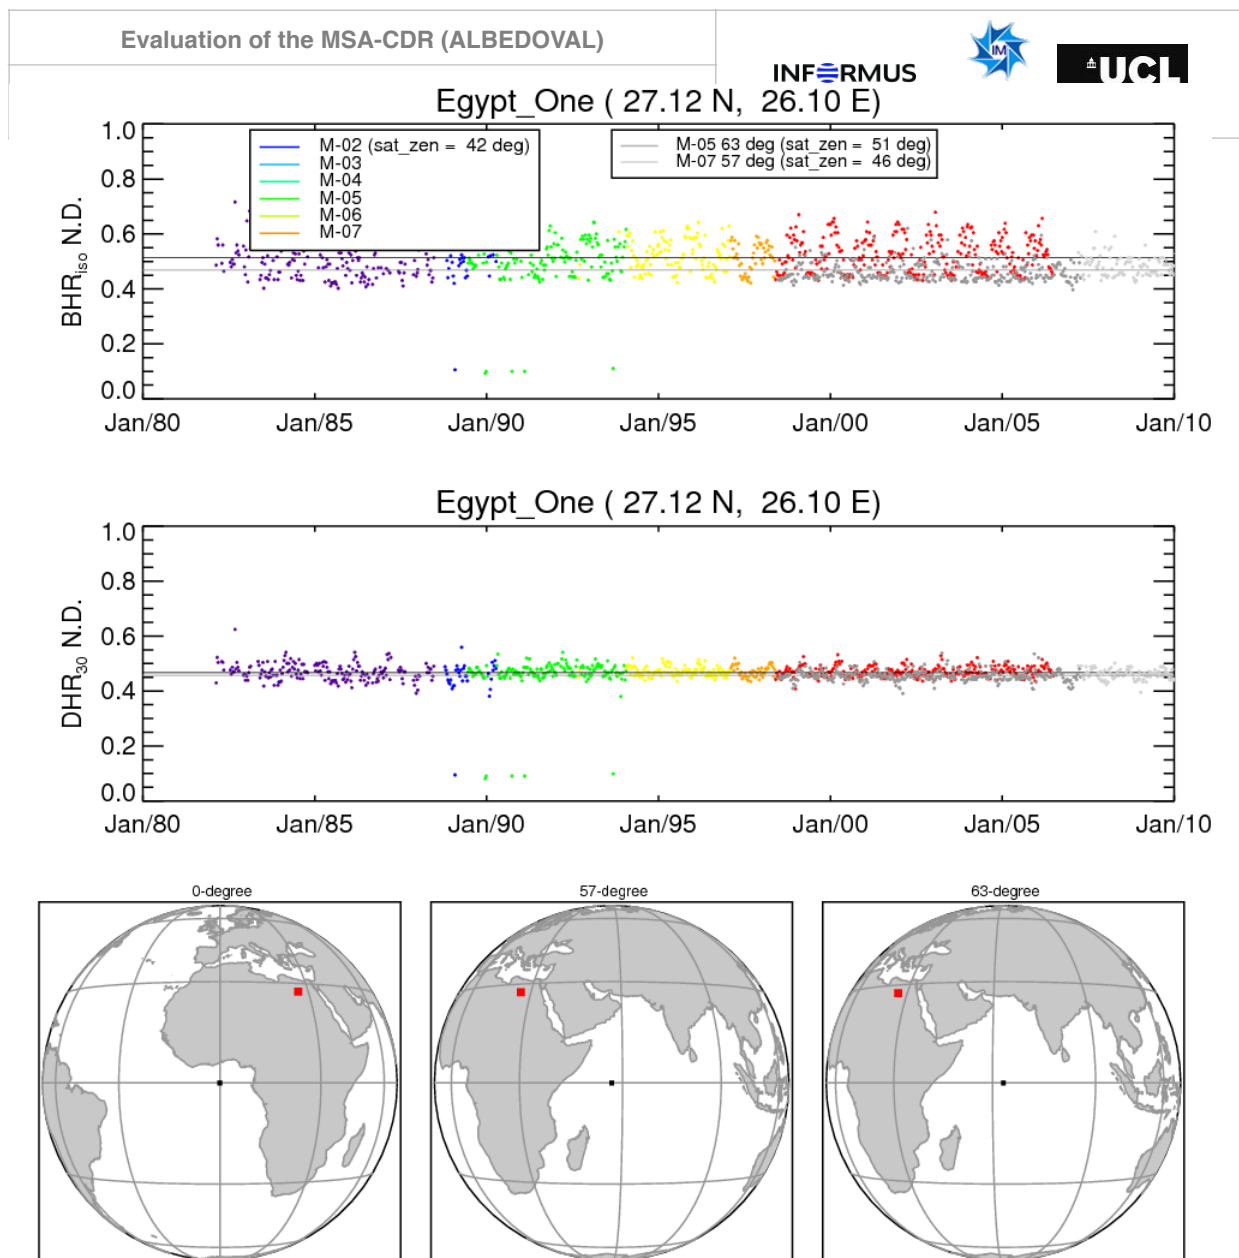 Evaluation of the MSA-CDR (ALBEDOVAL)
INFORMUS
IM
UCL
Egypt_One ( 27.12 N, 26.10 E)
M-02 (sat_zen = 42 deg)
M-03
M-04
M-05
M-06
M-07
M-05 63 deg (sat_zen = 51 deg)
M-07 57 deg (sat_zen = 46 deg)
BHRiso N.D.
1.0
0.8
0.6
0.4
0.2
0.0
Jan/80 Jan/85 Jan/90 Jan/95 Jan/00 Jan/05 Jan/10
Egypt_One ( 27.12 N, 26.10 E)
DHR30 N.D.
1.0
0.8
0.6
0.4
0.2
0.0
Jan/80 Jan/85 Jan/90 Jan/95 Jan/00 Jan/05 Jan/10
0-degree 57-degree 63-degree